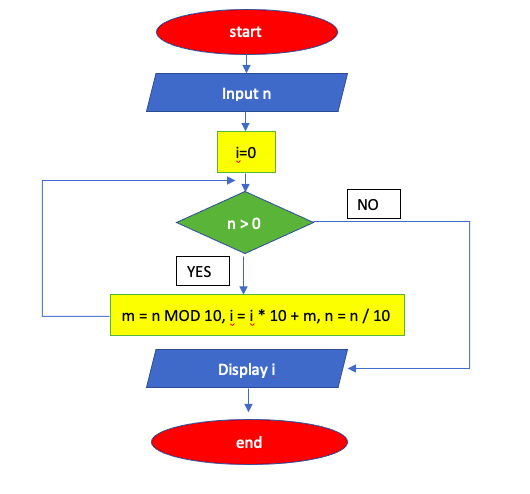 start
Input n
i=0
NO
n > 0
YES
m = n MOD 10, i = i * 10 + m, n = n / 10
Display i
end